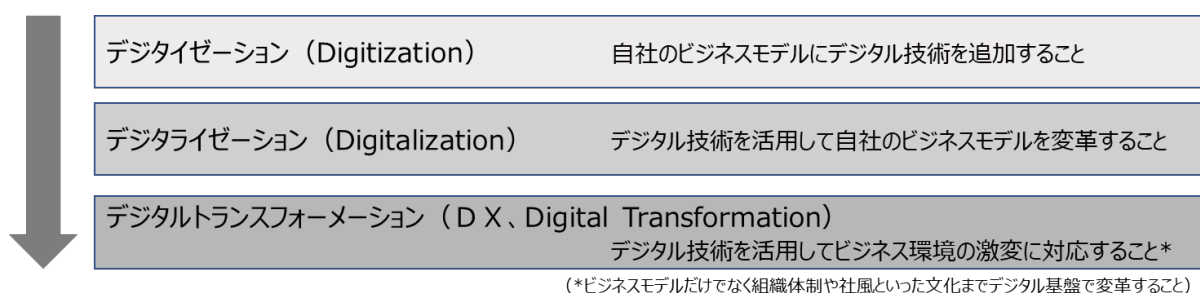 デジタイゼーション（Digitization） 自社のビジネスモデルにデジタル技術を追加すること
デジタライゼーション（Digitalization） デジタル技術を活用して自社のビジネスモデルを変革すること
デジタルトランスフォーメーション（ＤＸ、Digital Transformation）
デジタル技術を活用してビジネス環境の激変に対応すること*
（*ビジネスモデルだけでなく組織体制や社風といった文化までデジタル基盤で変革すること）